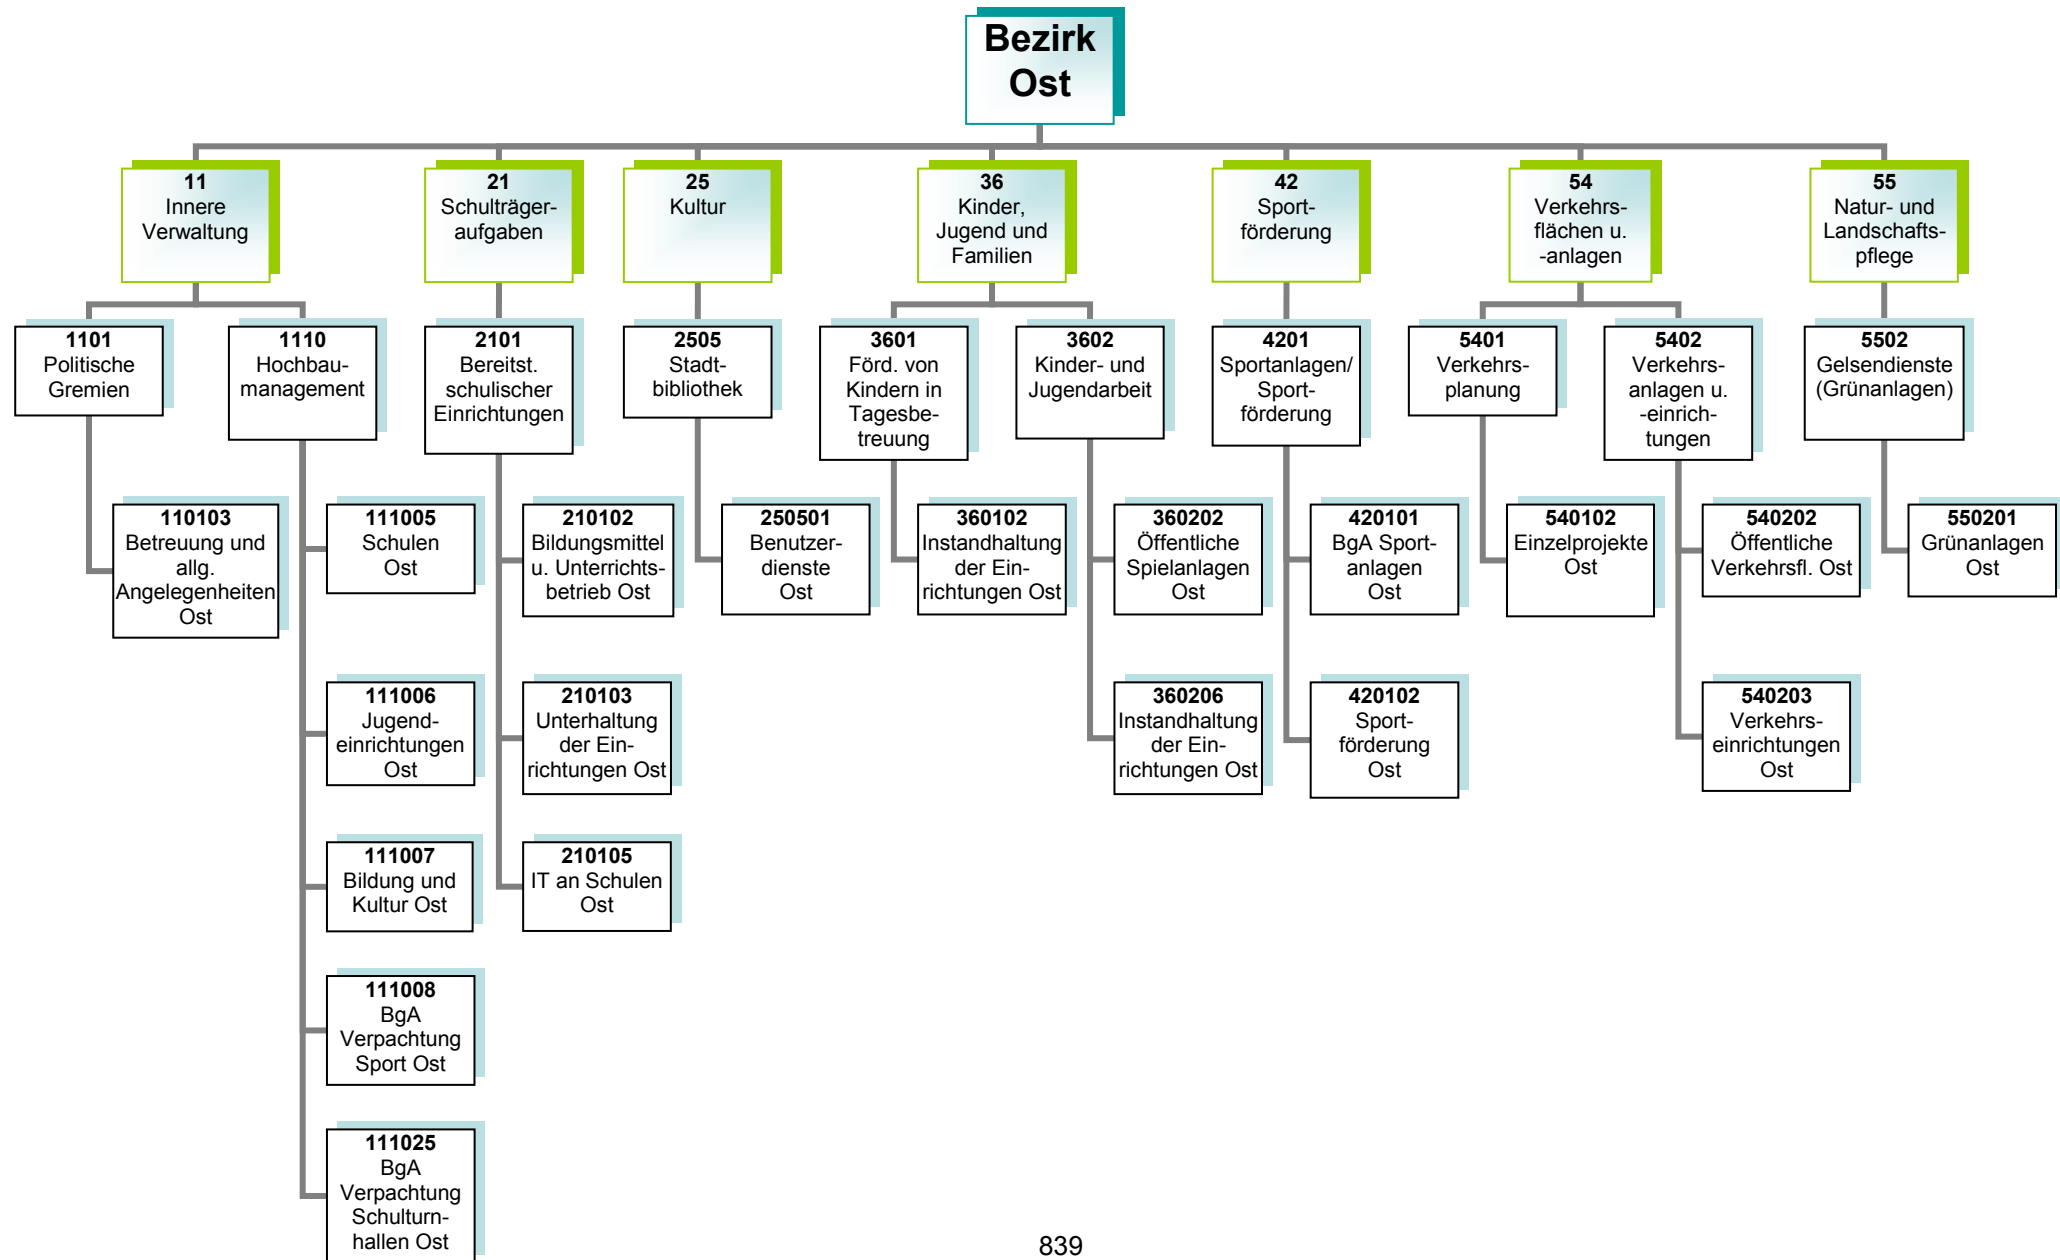 Bezirk
Ost
11
Innere
Verwaltung
21
Schulträger-
aufgaben
25
Kultur
36
Kinder,
Jugend und
Familien
42
Sport-
förderung
54
Verkehrs-
flächen u.
-anlagen
55
Natur- und
Landschafts-
pflege
1101
Politische
Gremien
1110
Hochbau-
management
2101
Bereitst.
schulischer
Einrichtungen
2505
Stadt-
bibliothek
3601
Förd. von
Kindern in
Tagesbe-
treuung
3602
Kinder- und
Jugendarbeit
4201
Sportanlagen/
Sport-
förderung
5401
Verkehrs-
planung
5402
Verkehrs-
anlagen u.
-einrich-
tungen
5502
Gelsendienste
(Grünanlagen)
110103
Betreuung und
allg.
Angelegenheiten
Ost
111005
Schulen
Ost
210102
Bildungsmittel
u. Unterrichts-
betrieb Ost
250501
Benutzer-
dienste
Ost
360102
Instandhaltung
der Ein-
richtungen Ost
360202
Öffentliche
Spielanlagen
Ost
420101
BgA Sport-
anlagen
Ost
540102
Einzelprojekte
Ost
540202
Öffentliche
Verkehrsfl. Ost
550201
Grünanlagen
Ost
111006
Jugend-
einrichtungen
Ost
210103
Unterhaltung
der Ein-
richtungen Ost
360206
Instandhaltung
der Ein-
richtungen Ost
420102
Sport-
förderung
Ost
540203
Verkehrs-
einrichtungen
Ost
111007
Bildung und
Kultur Ost
210105
IT an Schulen
Ost
111008
BgA
Verpachtung
Sport Ost
111025
BgA
Verpachtung
Schulturn-
hallen Ost
839